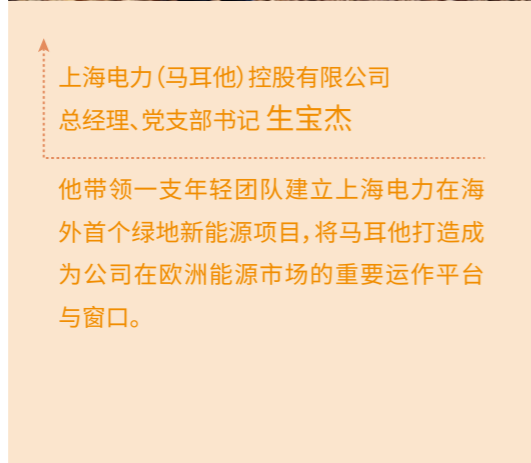 上海电力（马耳他）控股有限公司
总经理、党支部书记 生宝杰
他带领一支年轻团队建立上海电力在海
外首个绿地新能源项目，将马耳他打造成
为公司在欧洲能源市场的重要运作平台
与窗口。